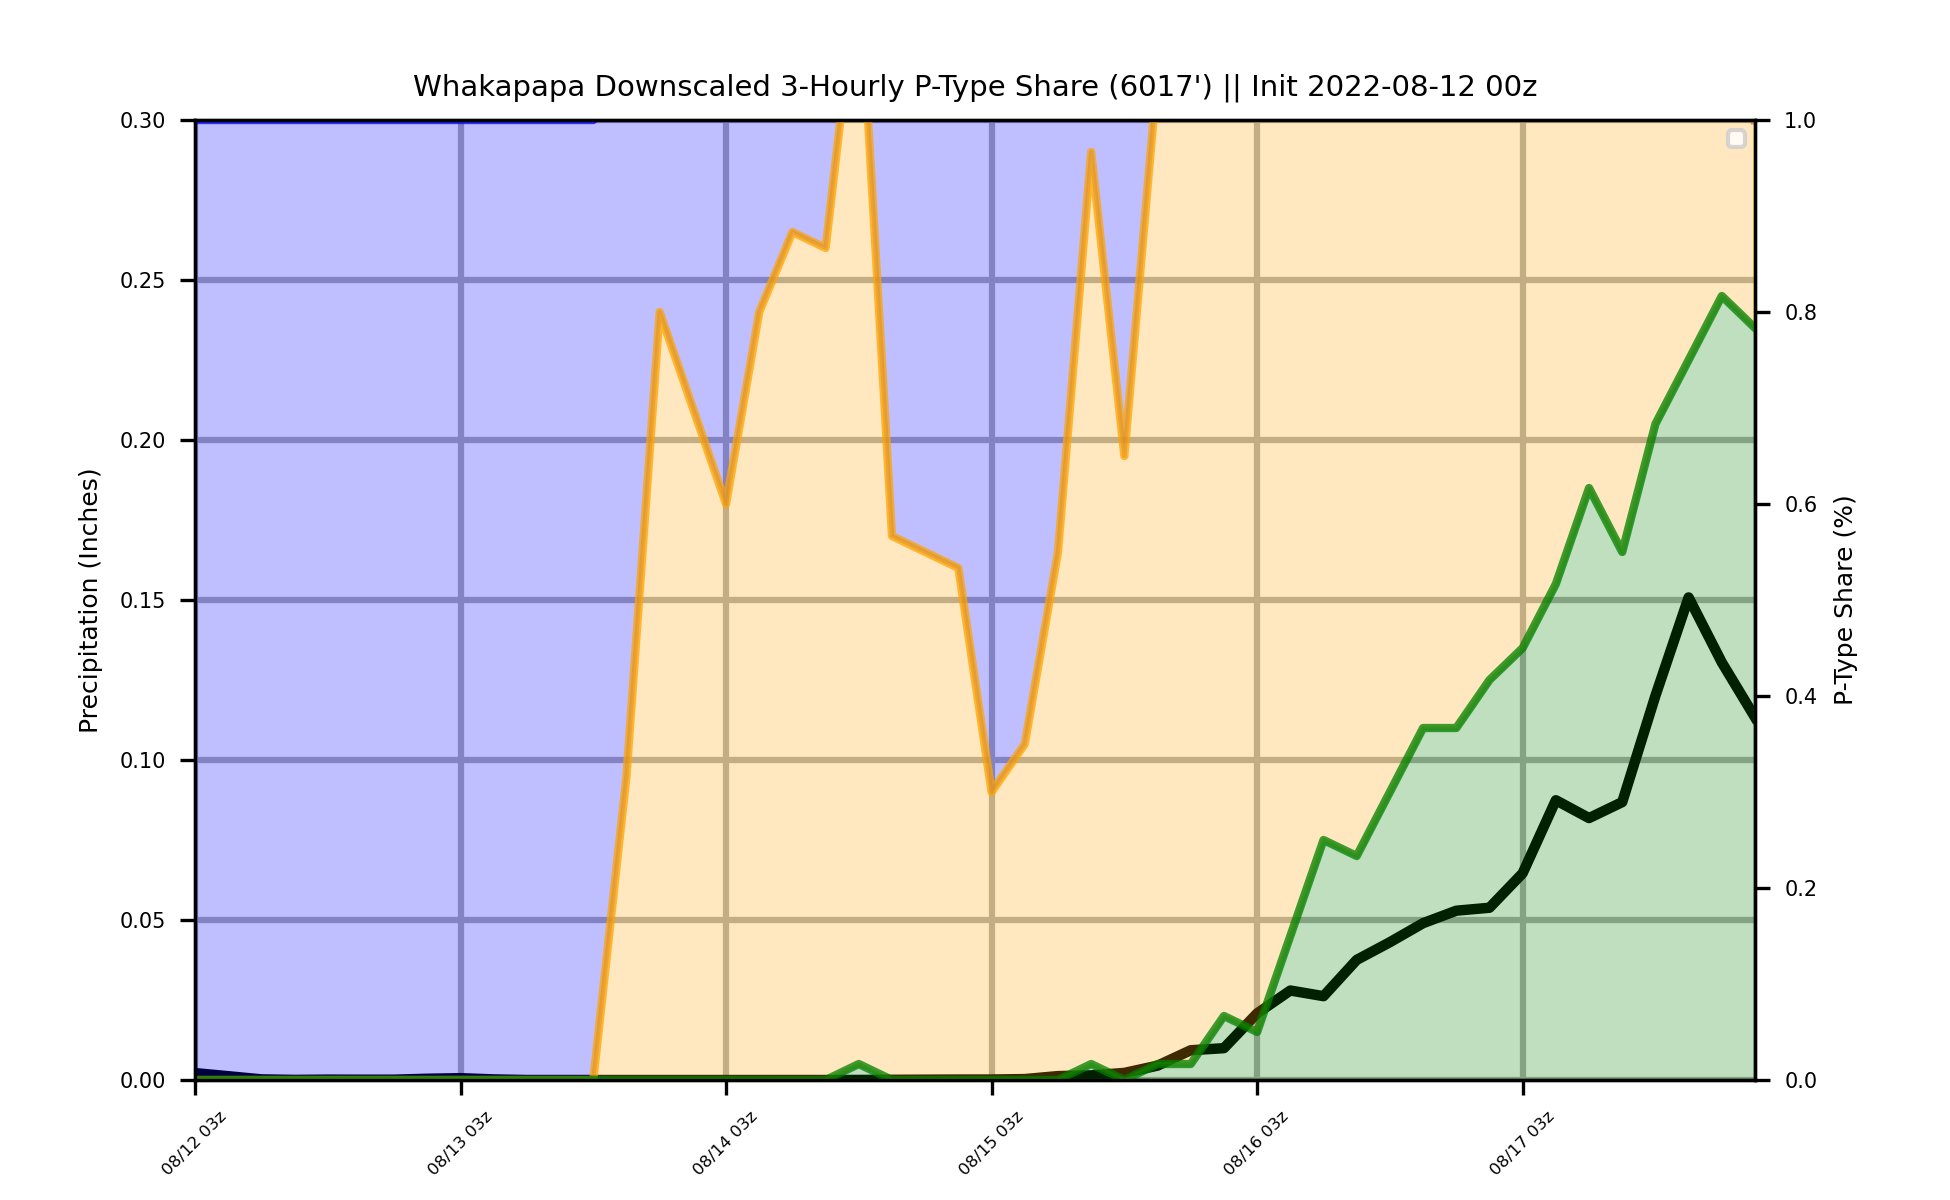 Whakapapa Downscaled 3-Hourly P-Type Share (6017') || Init 2022-08-12 00z
0.30
0.25
0.20
0.15
0.10
0.05
0.00
Precipitation (Inches)
1.0
0.8
0.6
0.4
0.2
0.0
P-Type Share (%)
08/12 03z
08/13 03z
08/14 03z
08/15 03z
08/16 03z
08/17 03z